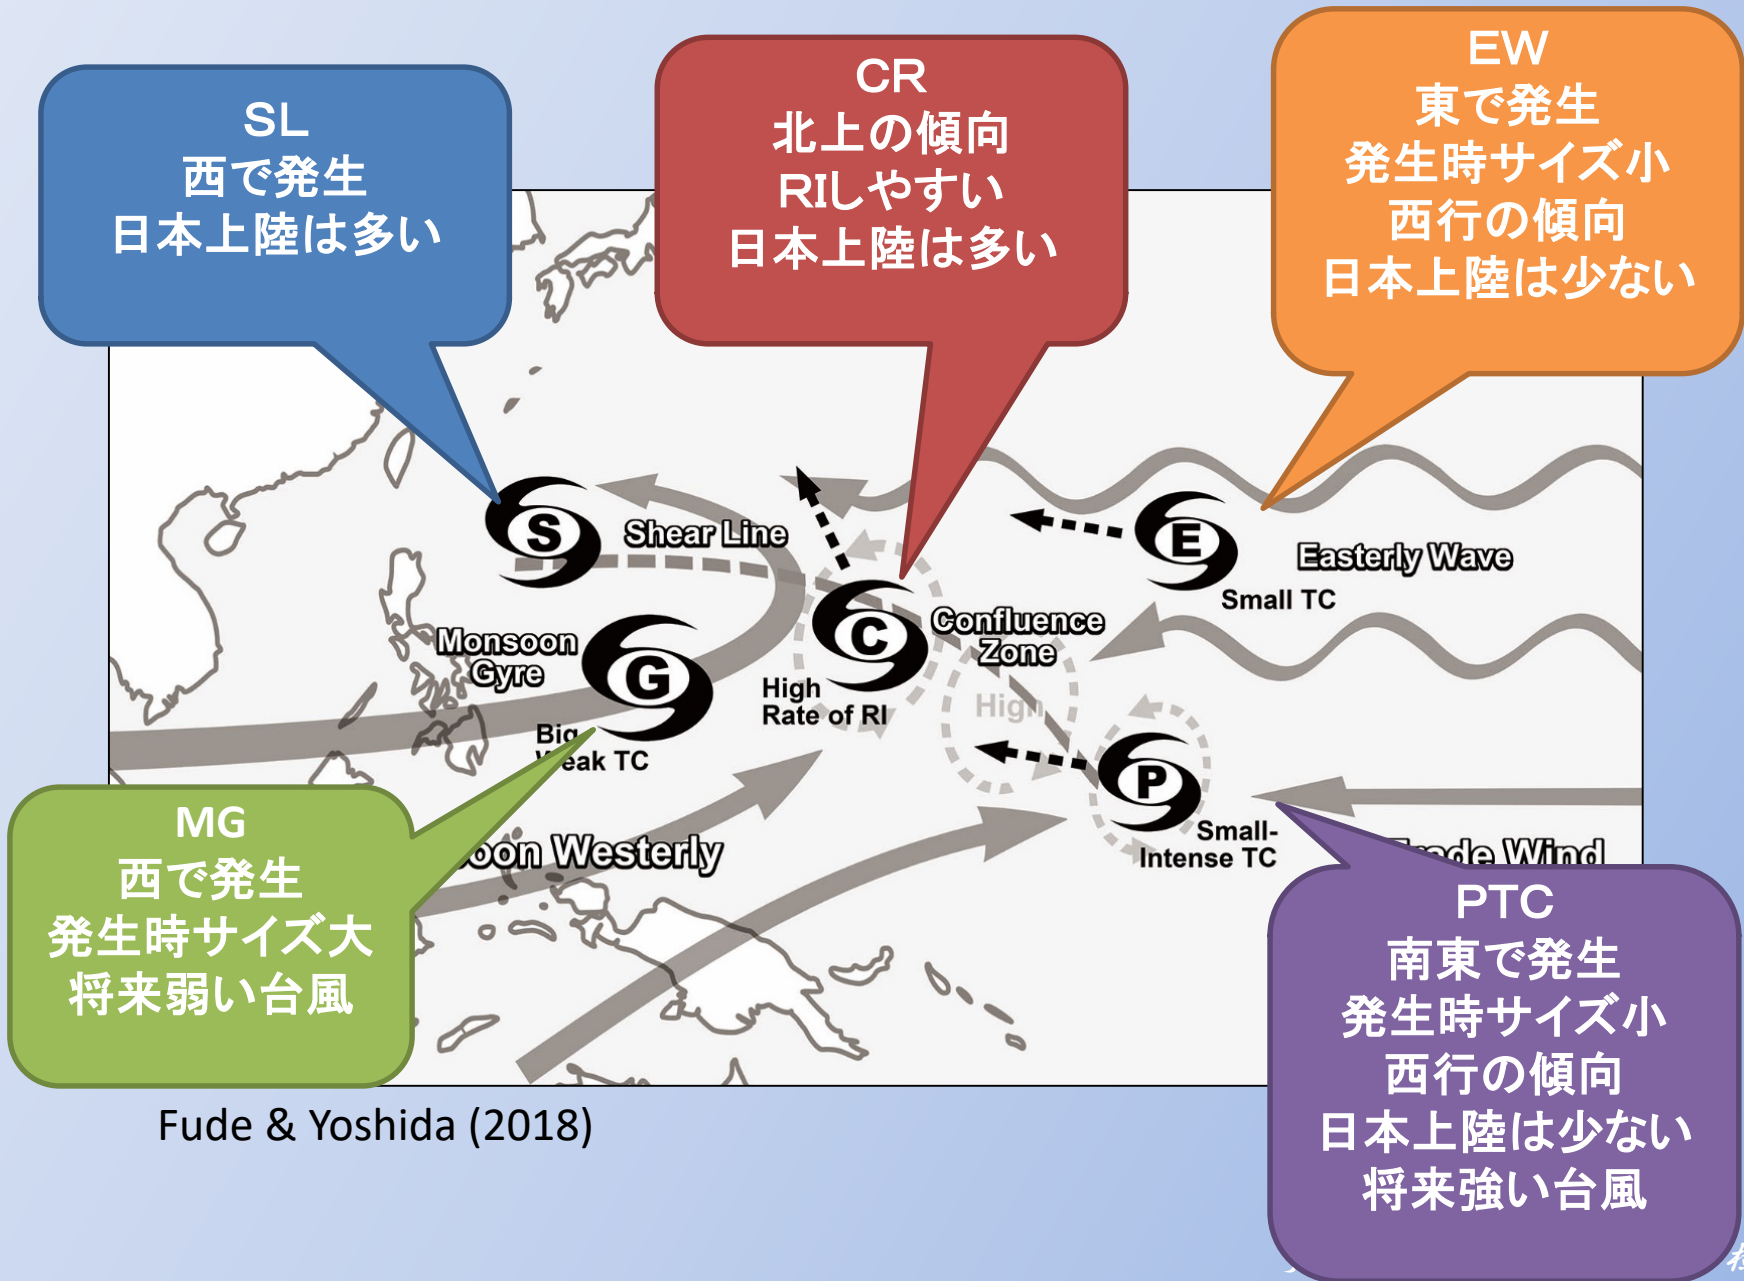 SL
西で発生
日本上陸は多い
CR
北上の傾向
RIしやすい
日本上陸は多い
EW
東で発生
発生時サイズ小
西行の傾向
日本上陸は少ない
S
Shear Line
E
Easterly Wave
Small TC
Monsoon
Gyre
G
Big
TC
C
Confluence
Zone
High
Rate of RI
High
P
Small-
Intense TC
Westerly
Wind
MG
西で発生
発生時サイズ大
将来弱い台風
PTC
南東で発生
発生時サイズ小
西行の傾向
日本上陸は少ない
将来強い台風
Fude & Yoshida (2018)